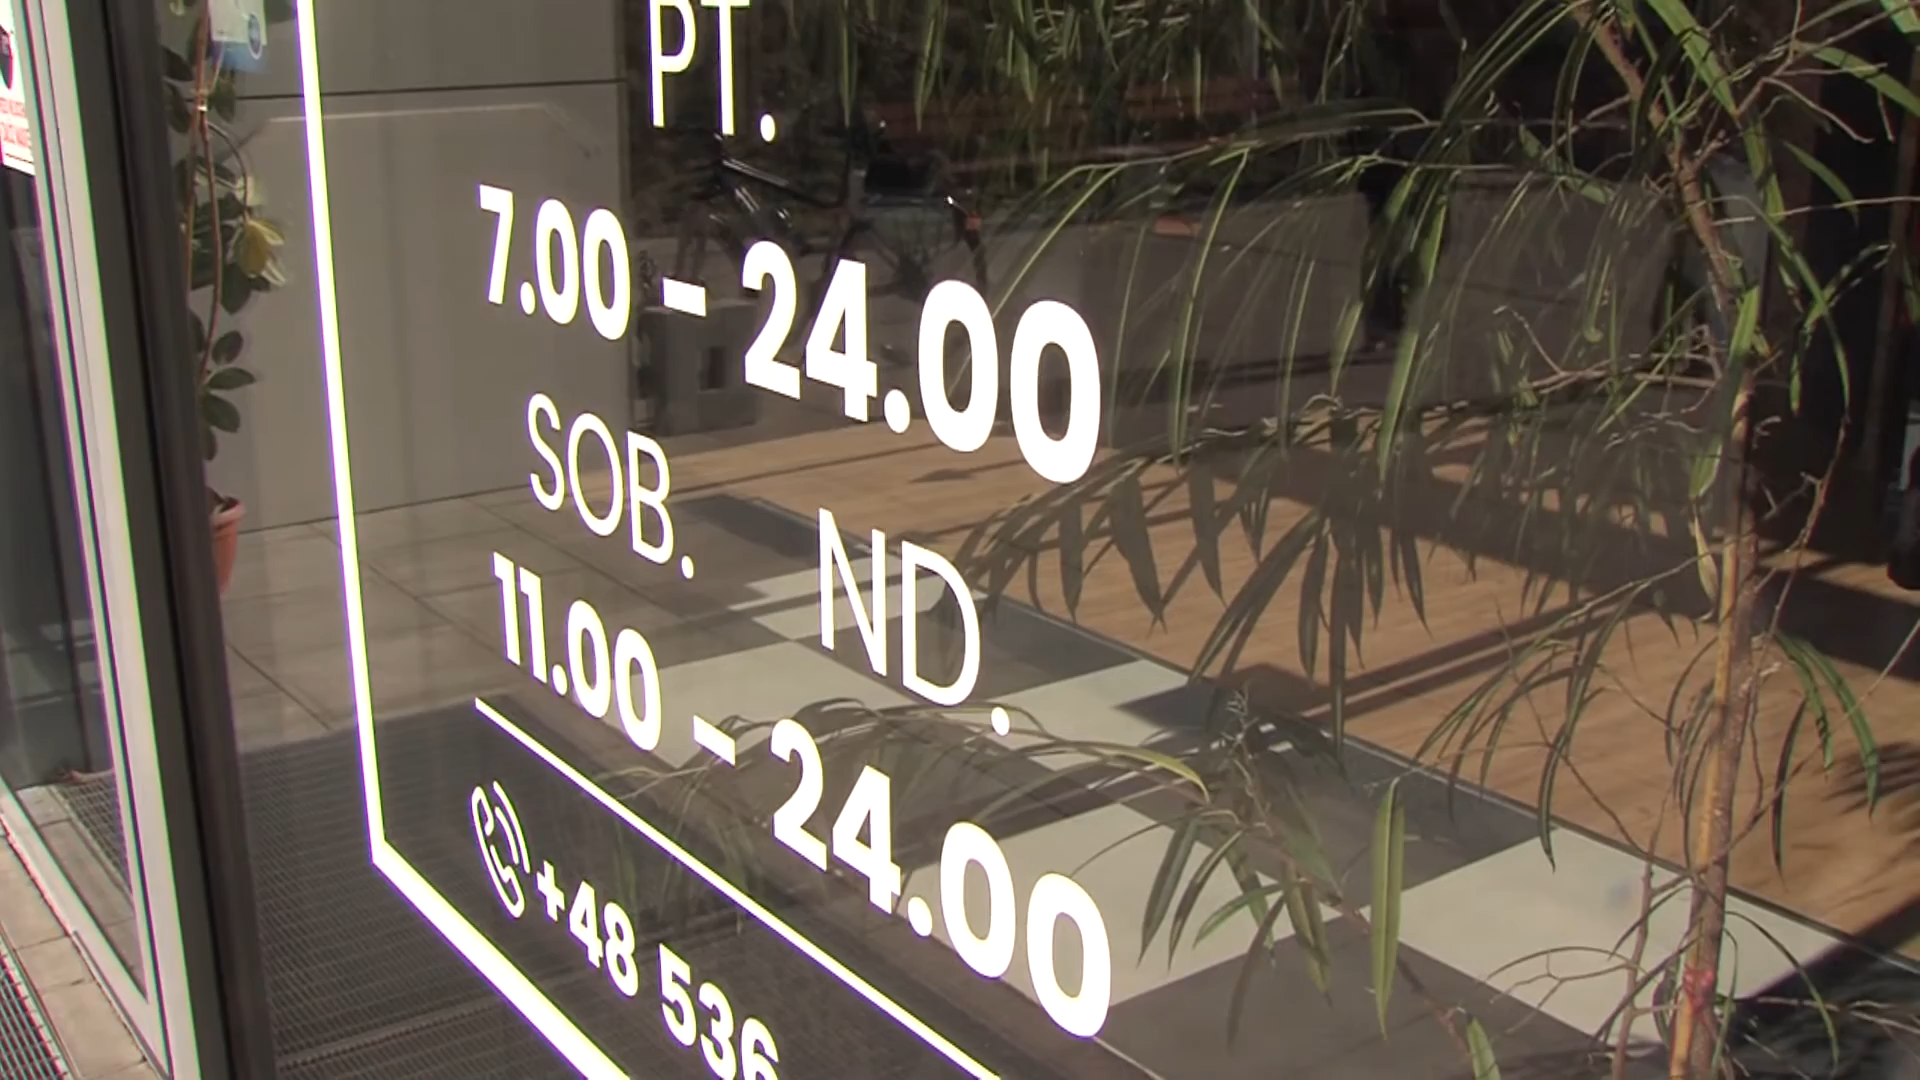 PT.
7.00 - 24.00
SOB. ND.
11.00 - 24.00
+48 536